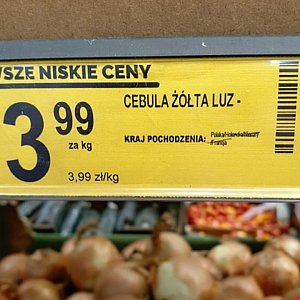 WSZE NISKIE CENY
CEBULA ŻÓŁTA LUZ -
3 99
za kg
KRAJ POCHODZENIA:
3,99 zł/kg